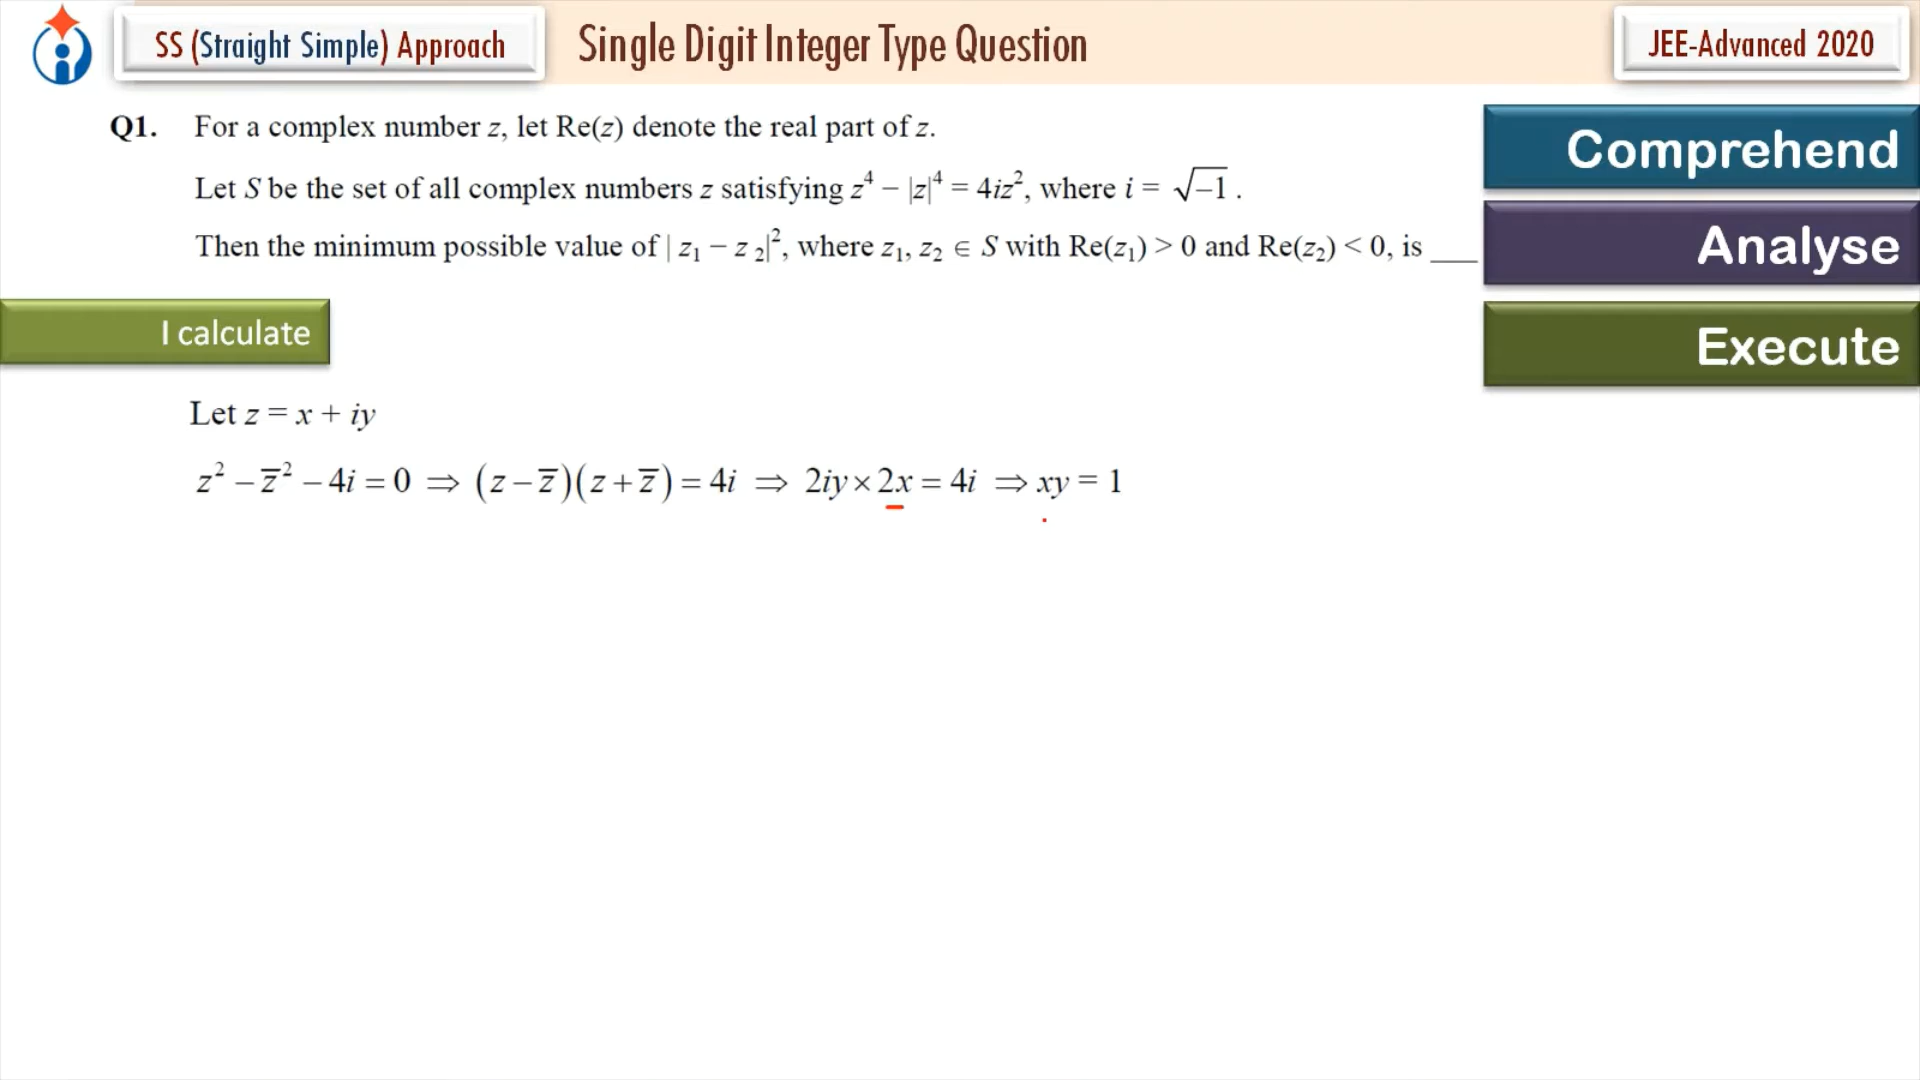 SS (Straight Simple) Approach
Single Digit Integer Type Question
JEE-Advanced 2020
Q1. For a complex number z, let Re(z) denote the real part of z.
Let S be the set of all complex numbers z satisfying z⁴ − |z|⁴ = 4iz², where i = √−1 .
Then the minimum possible value of | z₁ − z ₂|², where z₁, z₂ ∈ S with Re(z₁) > 0 and Re(z₂) < 0, is ___
Comprehend
Analyse
Execute
I calculate
Let z = x + iy
z² − z̅² − 4i = 0 ⇒ (z − z̅)(z + z̅) = 4i ⇒ 2iy × 2x = 4i ⇒ xy = 1